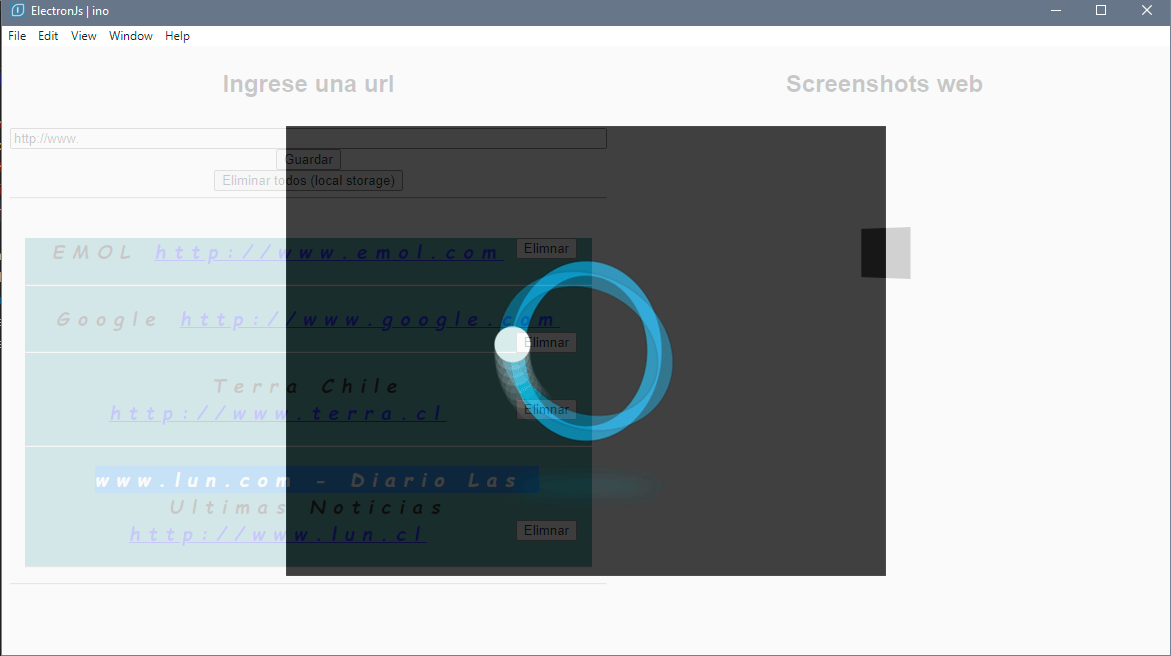 ElectronJs | ino
File Edit View Window Help
Ingrese una url
Screenshots web
http://www.
Guardar
Eliminar todos (local storage)
EMOL http://www.emol.com
Elimnar
Google http://www.google.com
Elimnar
Terra Chile
http://www.terra.cl
Elimnar
www.lun.com - Diario Las
Ultimas Noticias
http://www.lun.cl
Elimnar